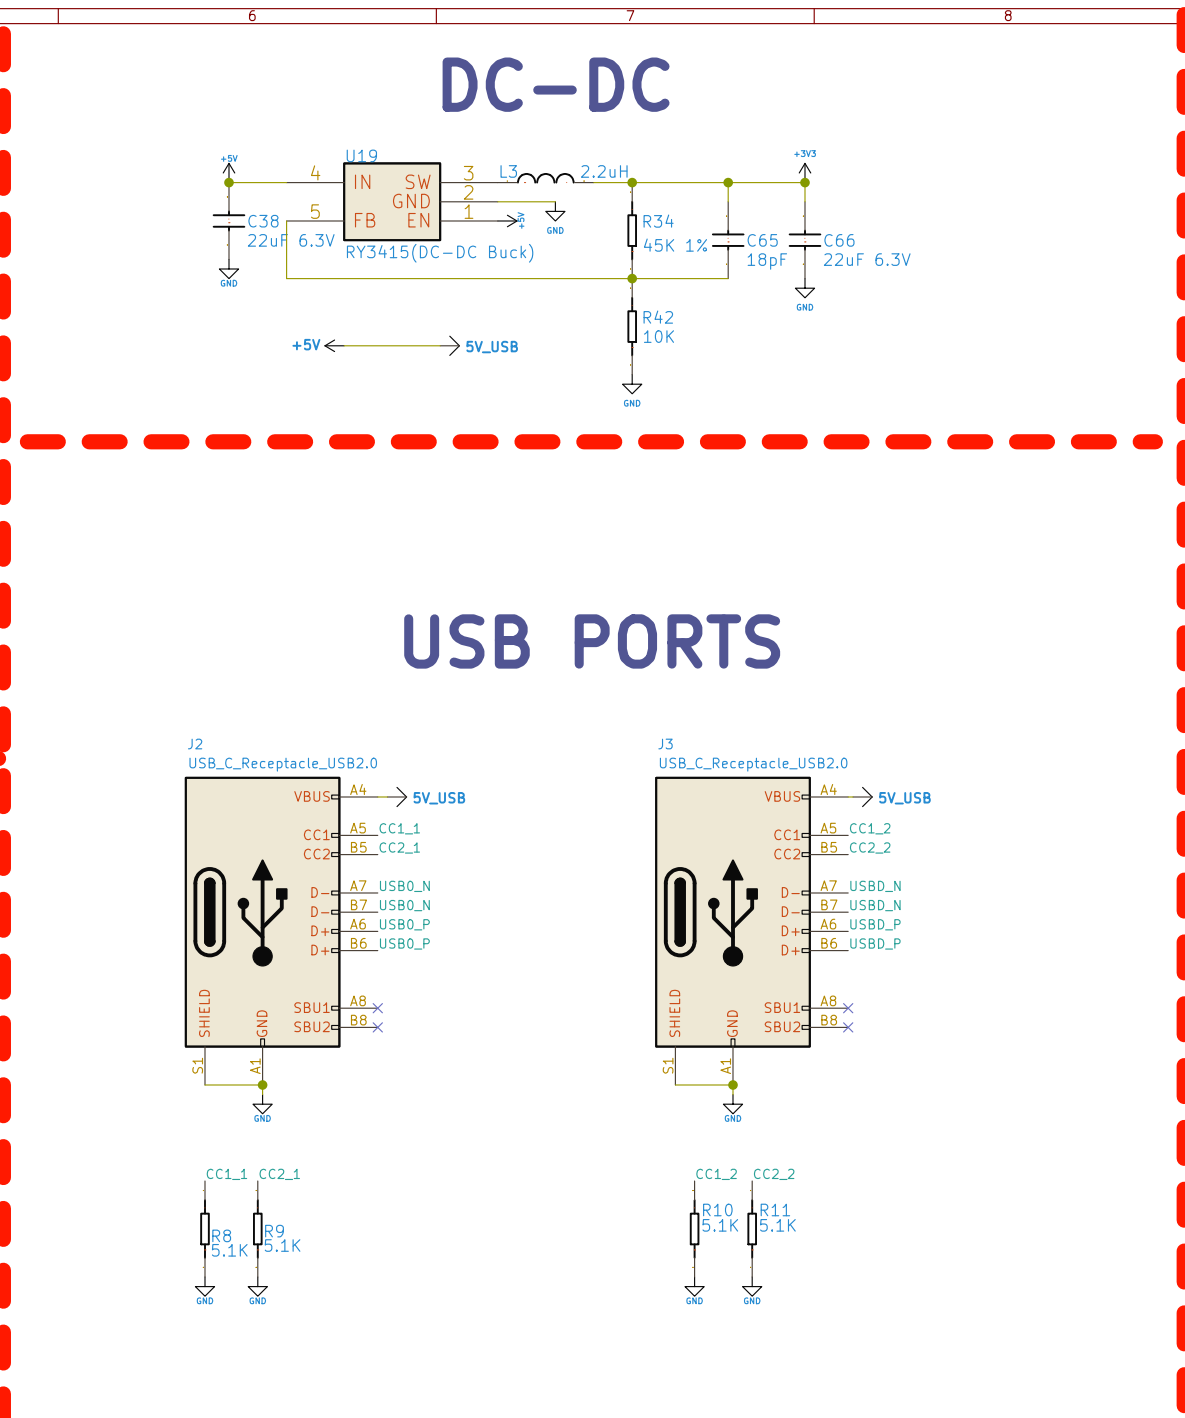 6 7 8
DC-DC
+5V
U19
+3V3
4 IN SW 3
L3 2.2uH
GND 2
5 FB EN 1
+5V
GND
C38
22uF 6.3V
RY3415(DC-DC Buck)
GND
R34
45K 1%
C65
18pF
C66
22uF 6.3V
GND
R42
10K
+5V 5V_USB
GND
USB PORTS
J2
USB_C_Receptacle_USB2.0
VBUS A4 5V_USB
CC1 A5 CC1_1
CC2 B5 CC2_1
D- A7 USB0_N
D- B7 USB0_N
D+ A6 USB0_P
D+ B6 USB0_P
SBU1 A8
SBU2 B8
SHIELD
GND
S1
A1
GND
J3
USB_C_Receptacle_USB2.0
VBUS A4 5V_USB
CC1 A5 CC1_2
CC2 B5 CC2_2
D- A7 USBD_N
D- B7 USBD_N
D+ A6 USBD_P
D+ B6 USBD_P
SBU1 A8
SBU2 B8
SHIELD
GND
S1
A1
GND
CC1_1 CC2_1
R8
5.1K
R9
5.1K
GND GND
CC1_2 CC2_2
R10
5.1K
R11
5.1K
GND GND